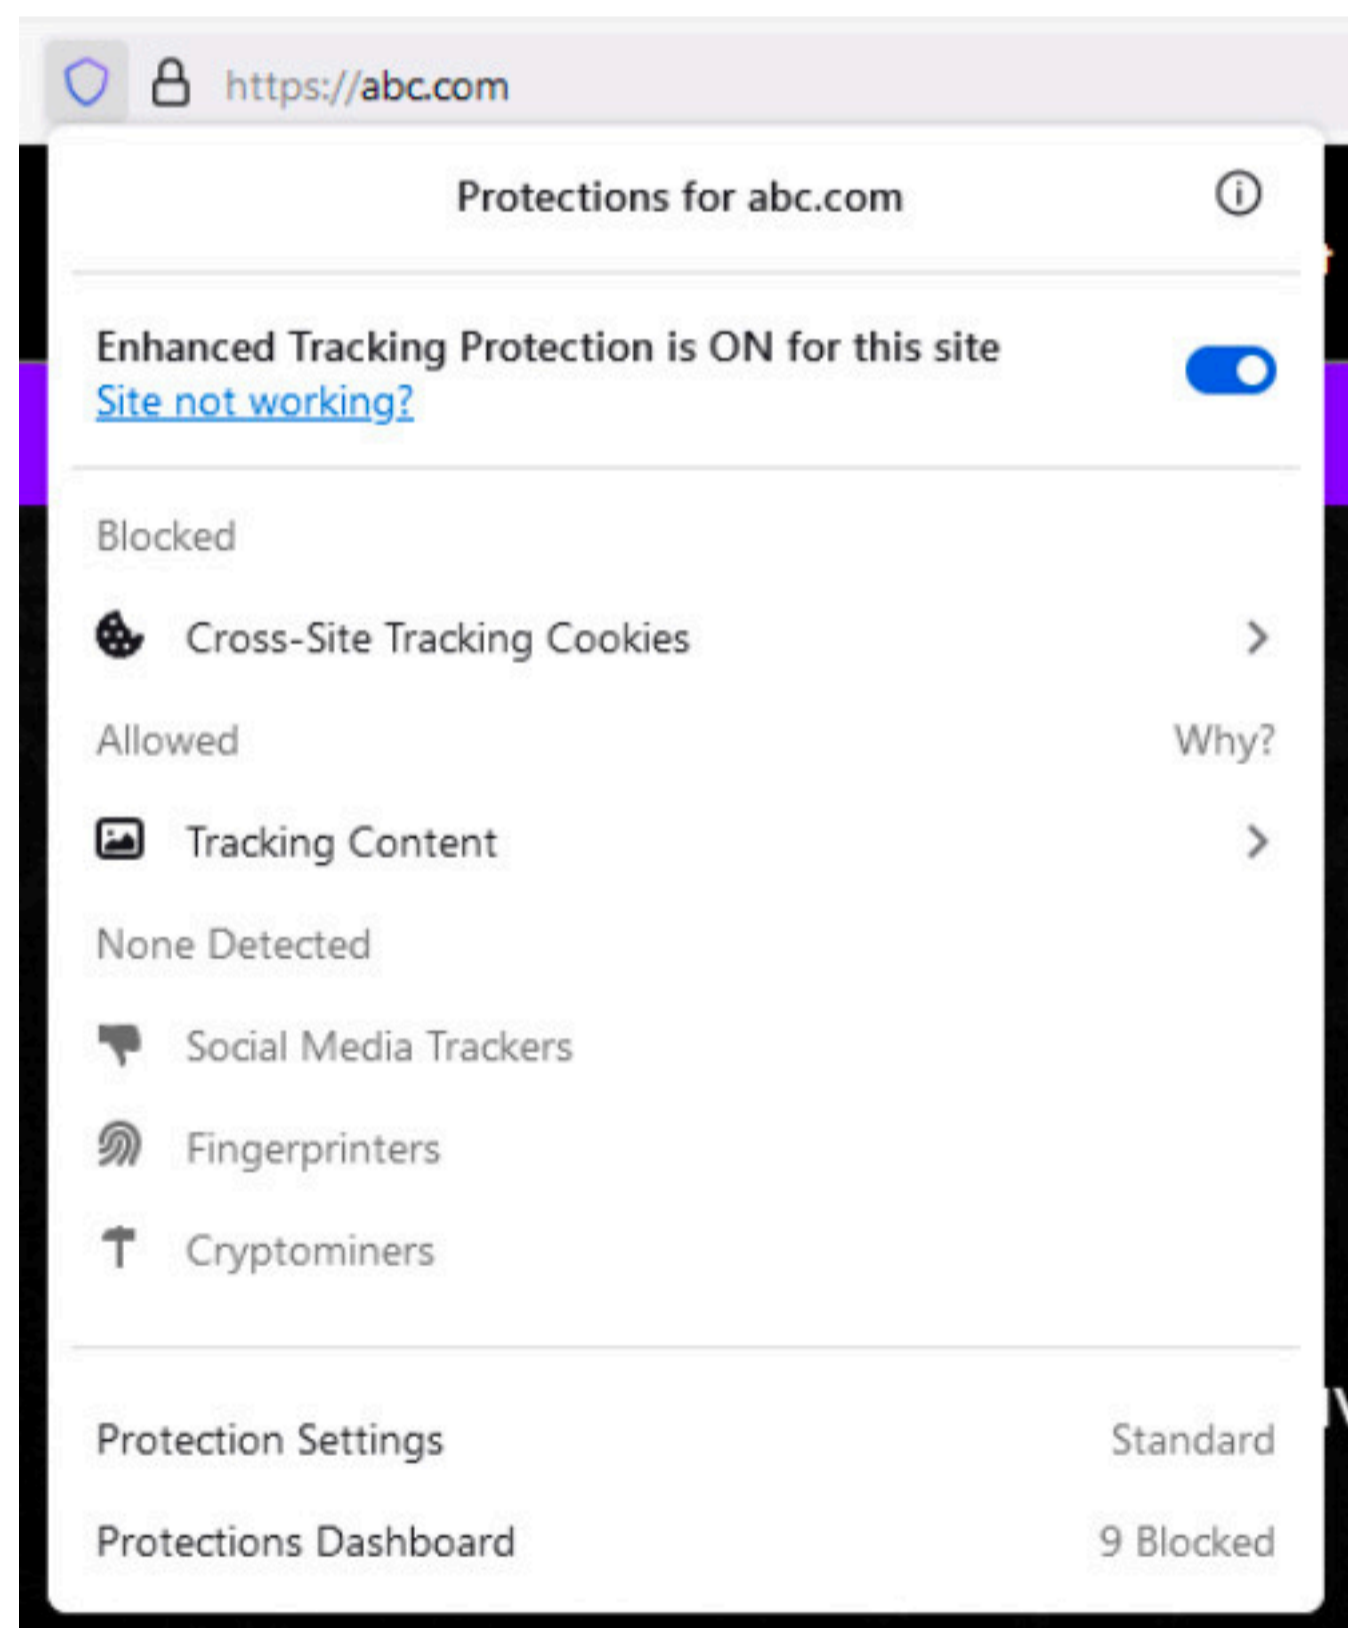 https://abc.com
Protections for abc.com
Enhanced Tracking Protection is ON for this site
Site not working?
Blocked
Cross-Site Tracking Cookies
Allowed Why?
Tracking Content
None Detected
Social Media Trackers
Fingerprinters
Cryptominers
Protection Settings Standard
Protections Dashboard 9 Blocked